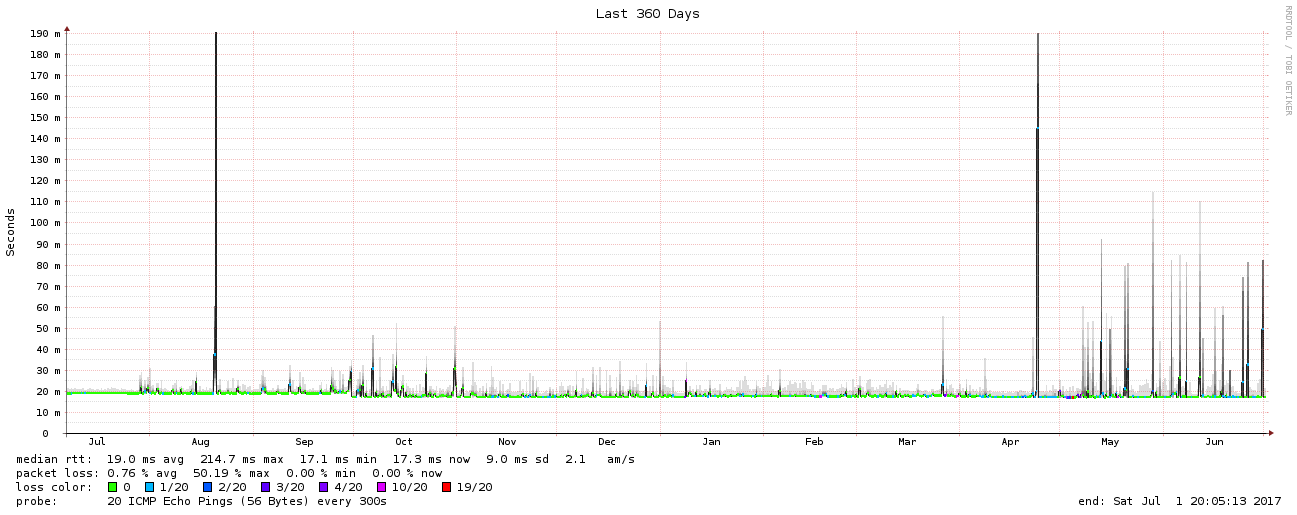 Last 360 Days
RRDTOOL / TOBI OETIKER
Seconds
190 m
180 m
170 m
160 m
150 m
140 m
130 m
120 m
110 m
100 m
90 m
80 m
70 m
60 m
50 m
40 m
30 m
20 m
10 m
0
Jul Aug Sep Oct Nov Dec Jan Feb Mar Apr May Jun
median rtt: 19.0 ms avg 214.7 ms max 17.1 ms min 17.3 ms now 9.0 ms sd 2.1 am/s
packet loss: 0.76 % avg 50.19 % max 0.00 % min 0.00 % now
loss color: 0 1/20 2/20 3/20 4/20 10/20 19/20
probe: 20 ICMP Echo Pings (56 Bytes) every 300s end: Sat Jul 1 20:05:13 2017